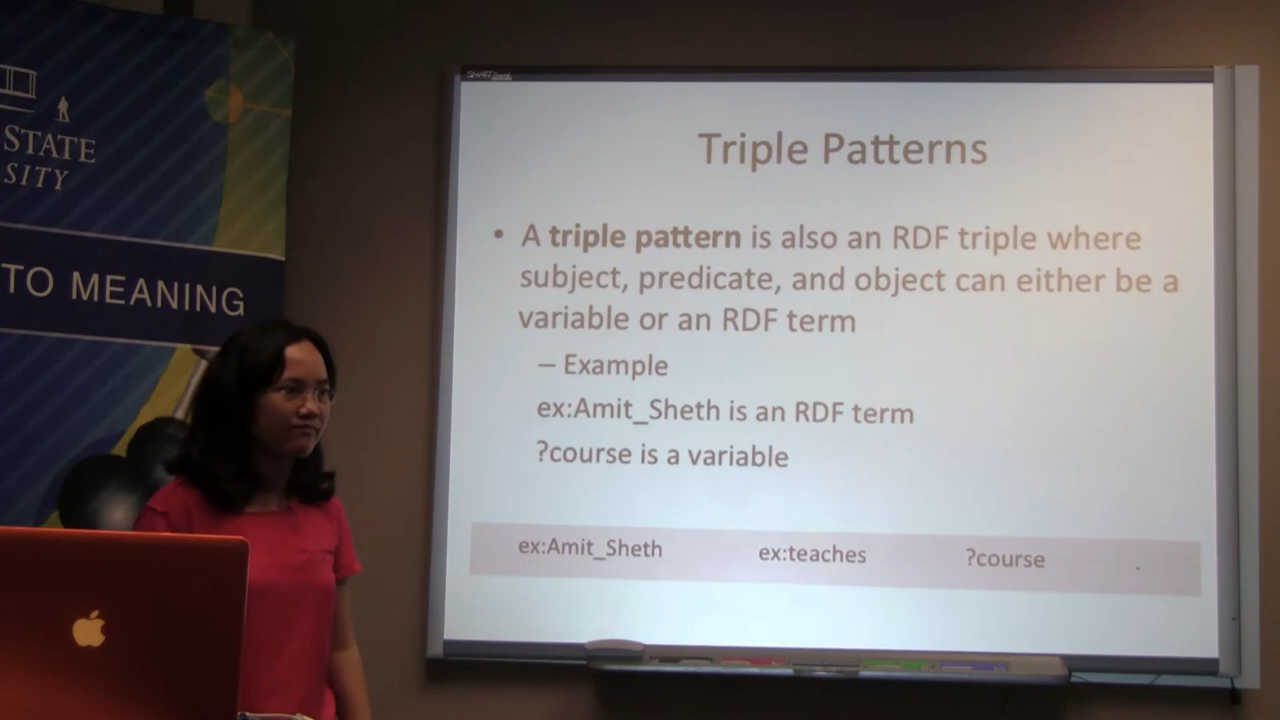 STATE
SITY
TO MEANING
Triple Patterns
• A triple pattern is also an RDF triple where
subject, predicate, and object can either be a
variable or an RDF term
– Example
ex:Amit_Sheth is an RDF term
?course is a variable
ex:Amit_Sheth ex:teaches ?course .